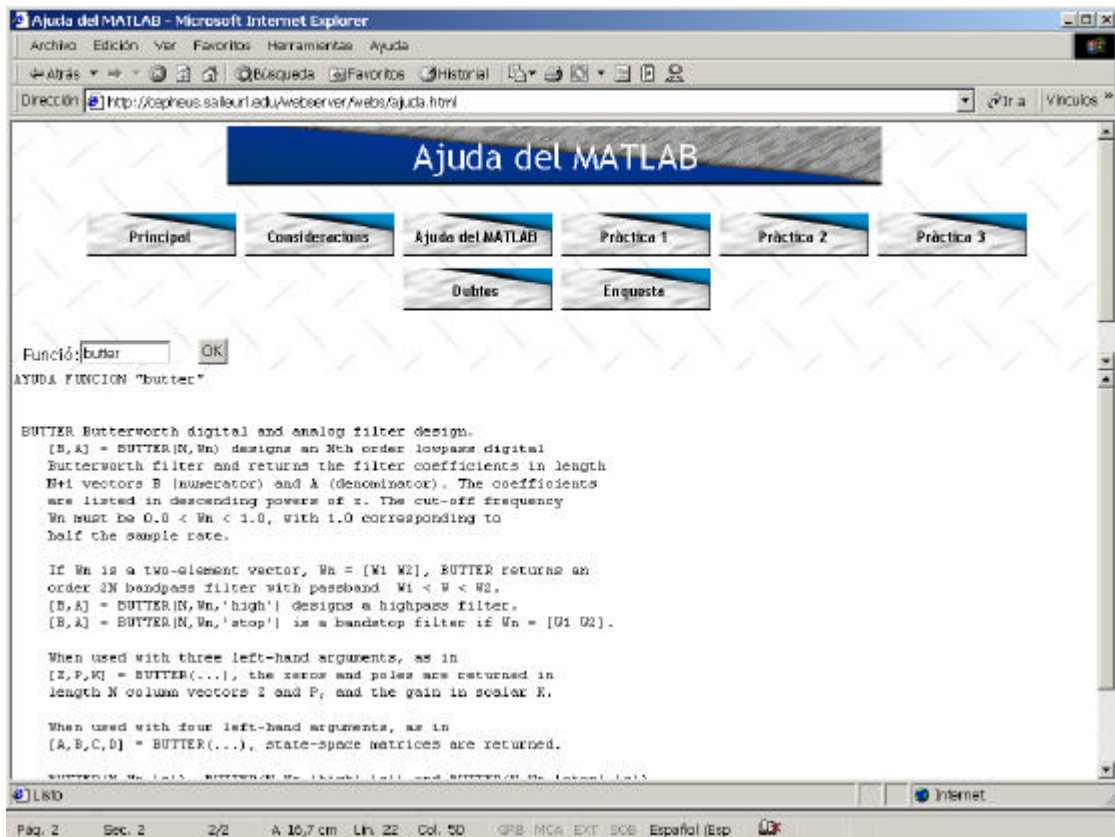 Ajuda del MATLAB - Microsoft Internet Explorer
Archivo Edición Ver Favoritos Herramientas Ayuda
Atrás Búsqueda Favoritos Historial
Dirección http://cepheus.salleurl.edu/webserver/webs/ajuda.html Ir a Vínculos »
Ajuda del MATLAB
Principal Consideracions Ajuda del MATLAB Pràctica 1 Pràctica 2 Pràctica 3
Dubtes Enquesta
Funció: butter OK
AYUDA FUNCION "butter"
BUTTER Butterworth digital and analog filter design.
[B,A] = BUTTER(N,Wn) designs an Nth order lowpass digital
Butterworth filter and returns the filter coefficients in length
N+1 vectors B (numerator) and A (denominator). The coefficients
are listed in descending powers of z. The cut-off frequency
Wn must be 0.0 < Wn < 1.0, with 1.0 corresponding to
half the sample rate.
If Wn is a two-element vector, Wn = [W1 W2], BUTTER returns an
order 2N bandpass filter with passband W1 < W < W2.
[B,A] = BUTTER(N,Wn,'high') designs a highpass filter.
[B,A] = BUTTER(N,Wn,'stop') is a bandstop filter if Wn = [W1 W2].
When used with three left-hand arguments, as in
[Z,P,K] = BUTTER(...), the zeros and poles are returned in
length N column vectors Z and P, and the gain in scalar K.
When used with four left-hand arguments, as in
[A,B,C,D] = BUTTER(...), state-space matrices are returned.
Listo Internet
Pág. 2 Sec. 2 2/2 A 16,7 cm Lín. 22 Col. 50 GRB MCA EXT SOB Español (Esp